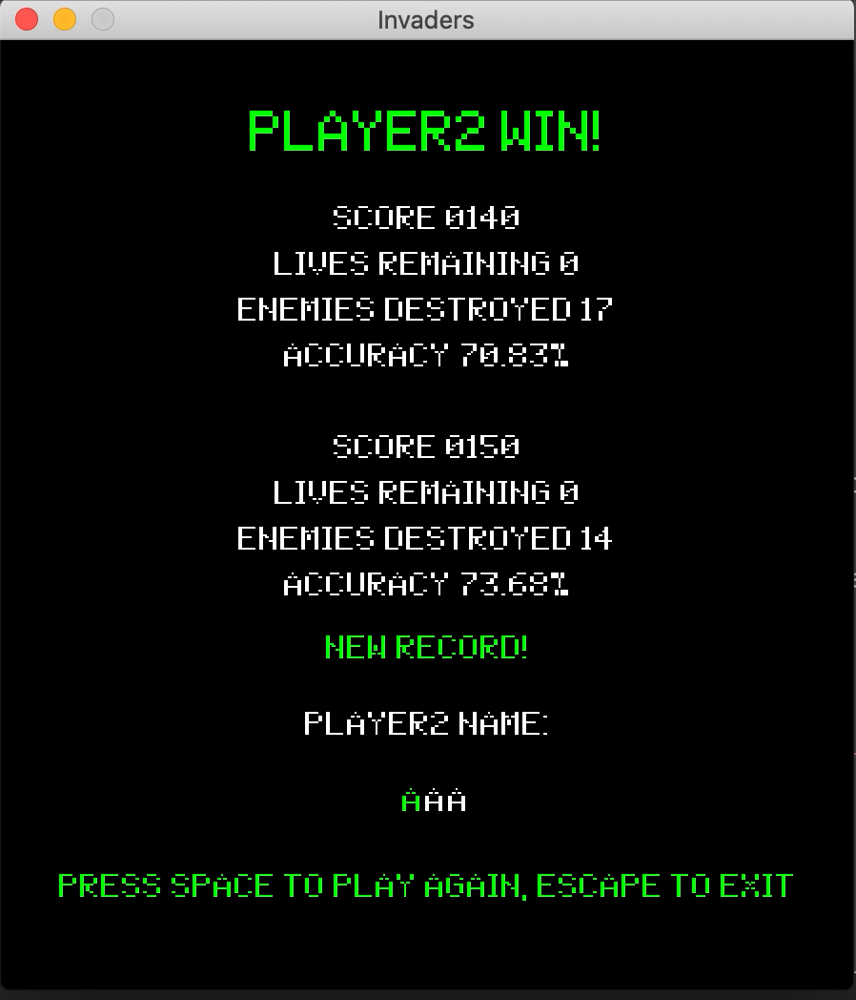 Invaders
PLAYER2 WIN!
SCORE 0140
LIVES REMAINING 0
ENEMIES DESTROYED 17
ACCURACY 70.83%
SCORE 0150
LIVES REMAINING 0
ENEMIES DESTROYED 14
ACCURACY 73.68%
NEW RECORD!
PLAYER2 NAME:
AAA
PRESS SPACE TO PLAY AGAIN, ESCAPE TO EXIT